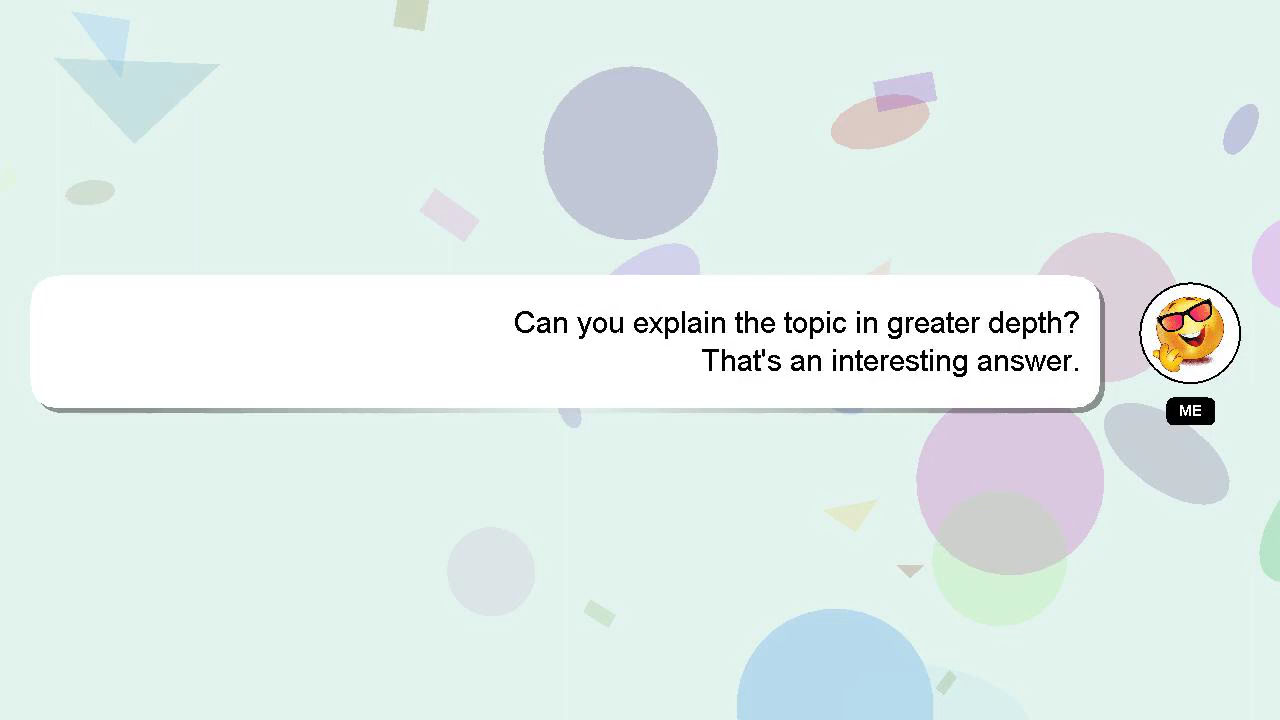 Can you explain the topic in greater depth?
That's an interesting answer.
ME